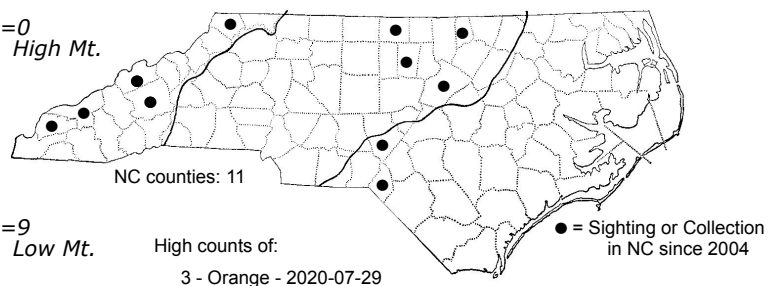 =0
High Mt.
NC counties: 11
=9
Low Mt.
High counts of:
3 - Orange - 2020-07-29
● = Sighting or Collection
in NC since 2004